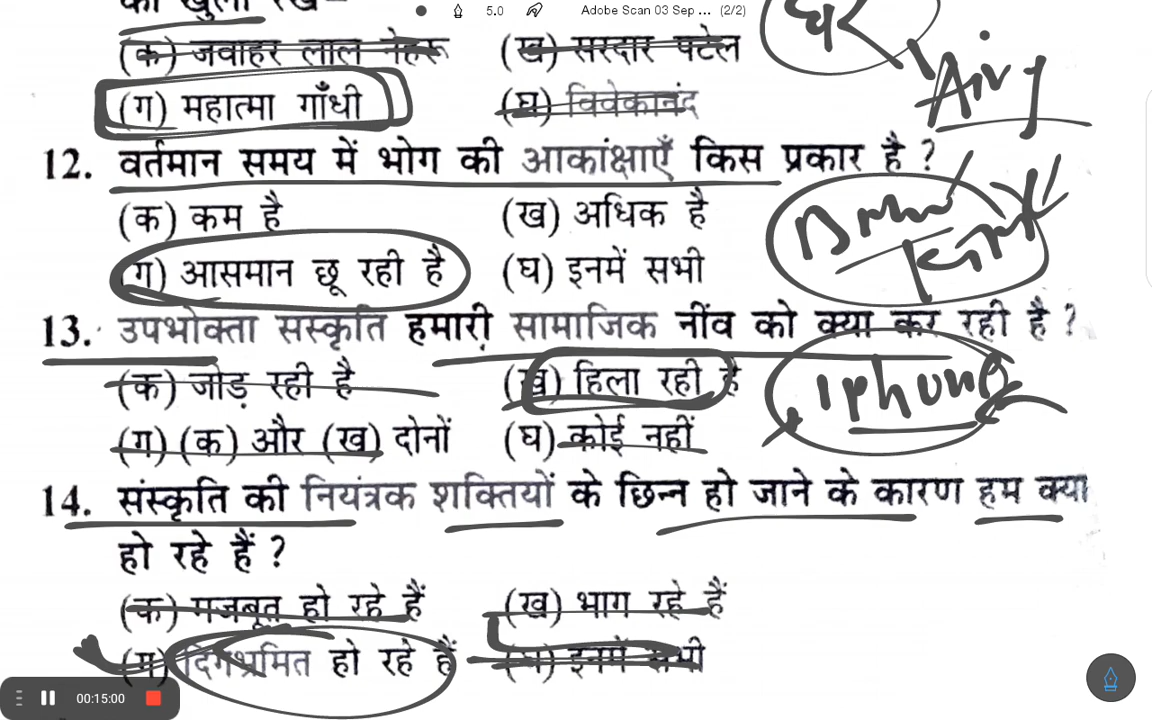 5.0 Adobe Scan 03 Sep ... (2/2)
को खुला रखें–
(क) जवाहर लाल नेहरू (ख) सरदार पटेल
(ग) महात्मा गाँधी (घ) विवेकानंद
12. वर्तमान समय में भोग की आकांक्षाएँ किस प्रकार है ?
(क) कम है (ख) अधिक है
(ग) आसमान छू रही है (घ) इनमें सभी
13. उपभोक्ता संस्कृति हमारी सामाजिक नींव को क्या कर रही है ?
(क) जोड़ रही है (ख) हिला रही है
(ग) (क) और (ख) दोनों (घ) कोई नहीं
14. संस्कृति की नियंत्रक शक्तियों के छिन्न हो जाने के कारण हम क्या
हो रहे हैं ?
(क) मजबूत हो रहे हैं (ख) भाग रहे हैं
(ग) दिगभ्रमित हो रहे हैं (घ) इनमें सभी
00:15:00